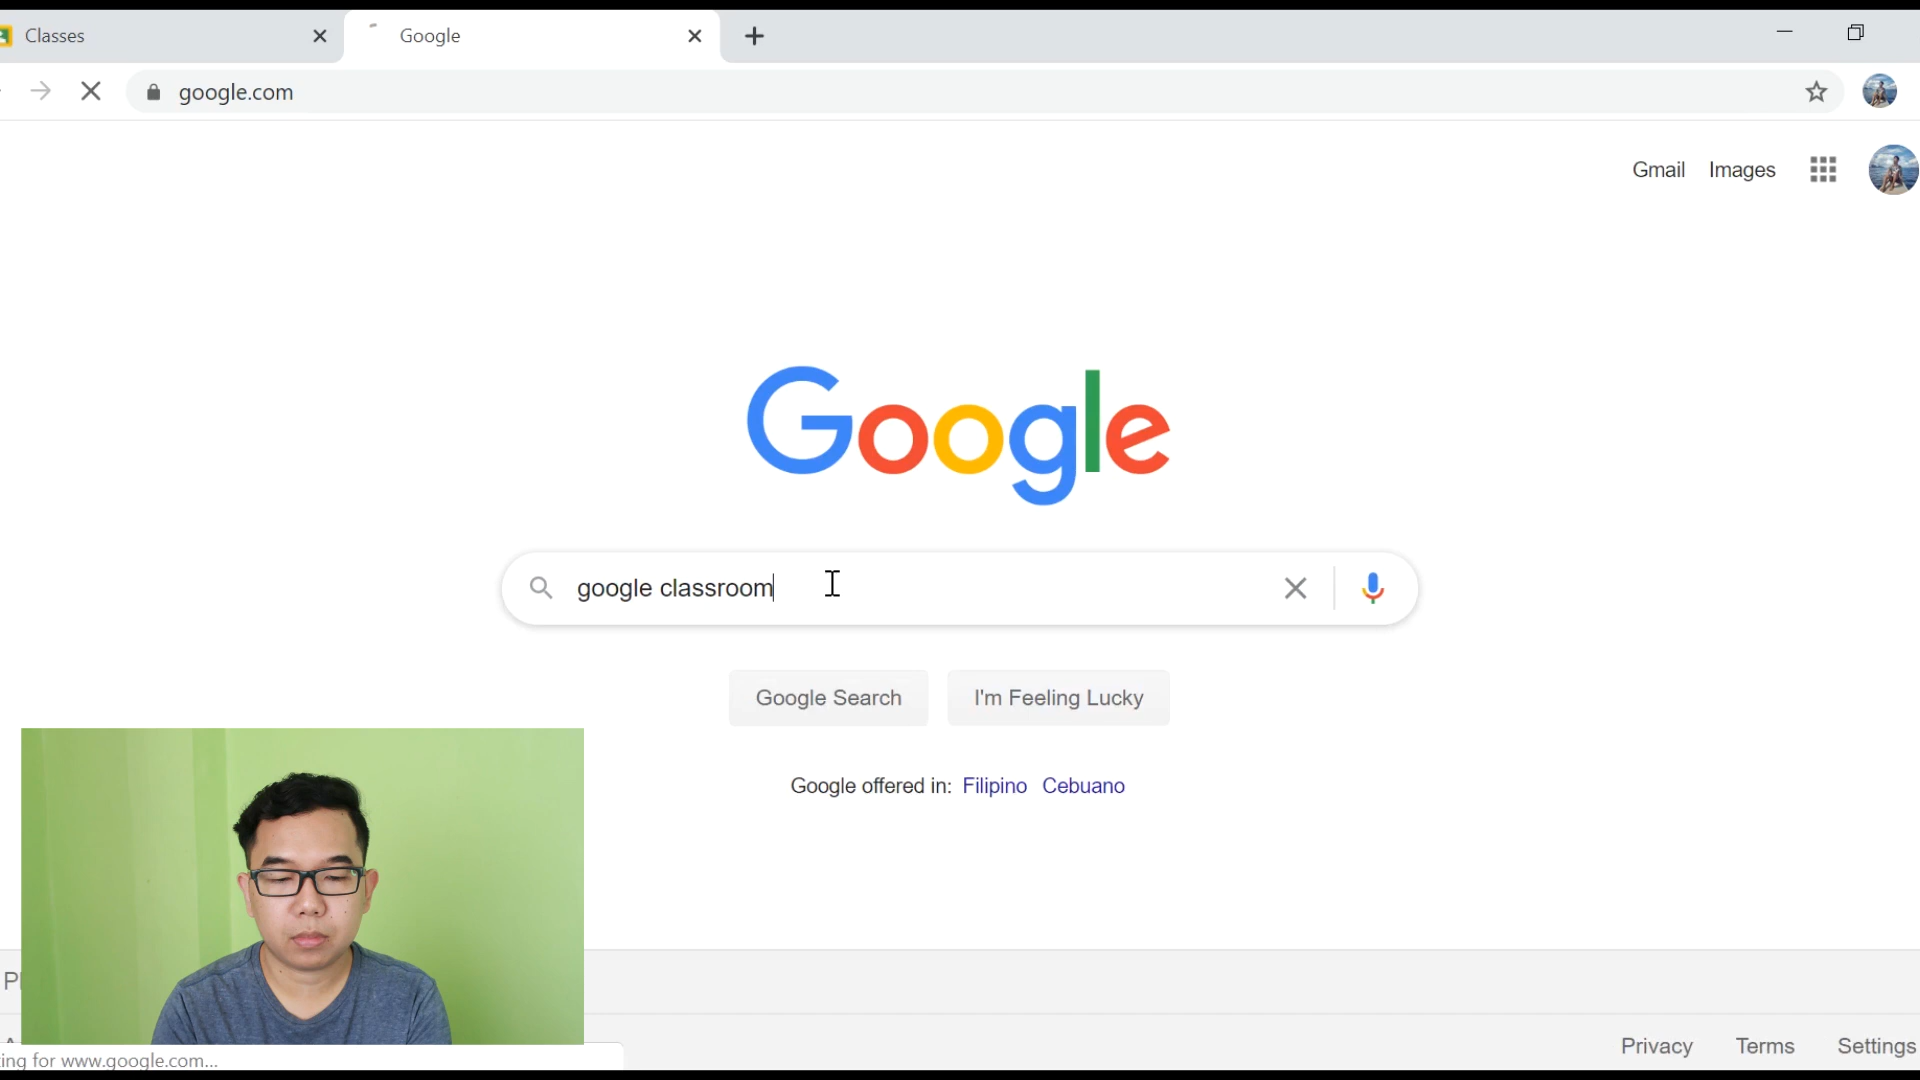 Classes
Google
google.com
Gmail Images
Google
google classroom
Google Search I'm Feeling Lucky
Google offered in: Filipino Cebuano
Privacy Terms Settings
ing for www.google.com...